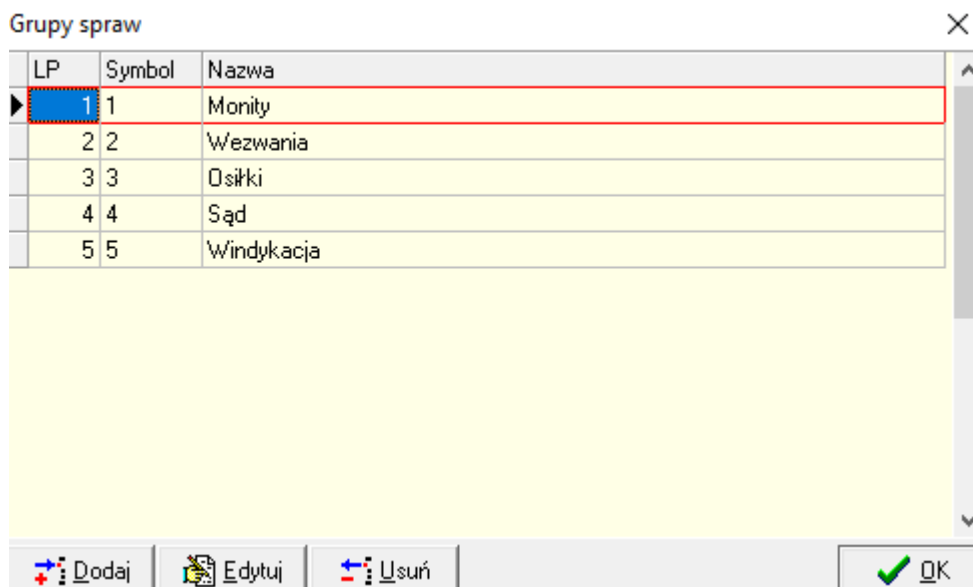 Grupy spraw
LP Symbol Nazwa
1 1 Monity
2 2 Wezwania
3 3 Osiłki
4 4 Sąd
5 5 Windykacja
Dodaj Edytuj Usuń OK